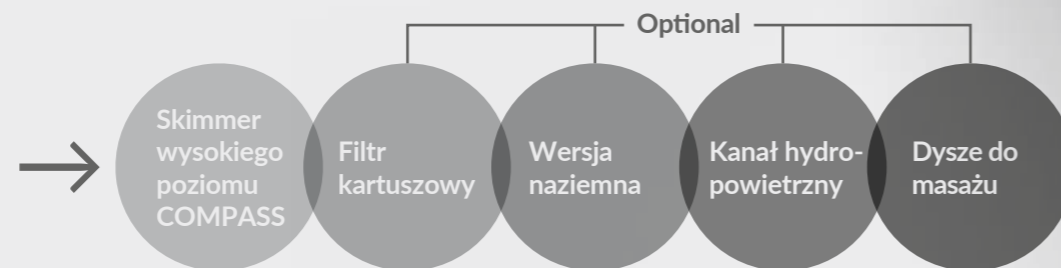 Optional
Skimmer
wysokiego
poziomu
COMPASS
Filtr
kartuszowy
Wersja
naziemna
Kanał hydro-
powietrzny
Dysze do
masażu